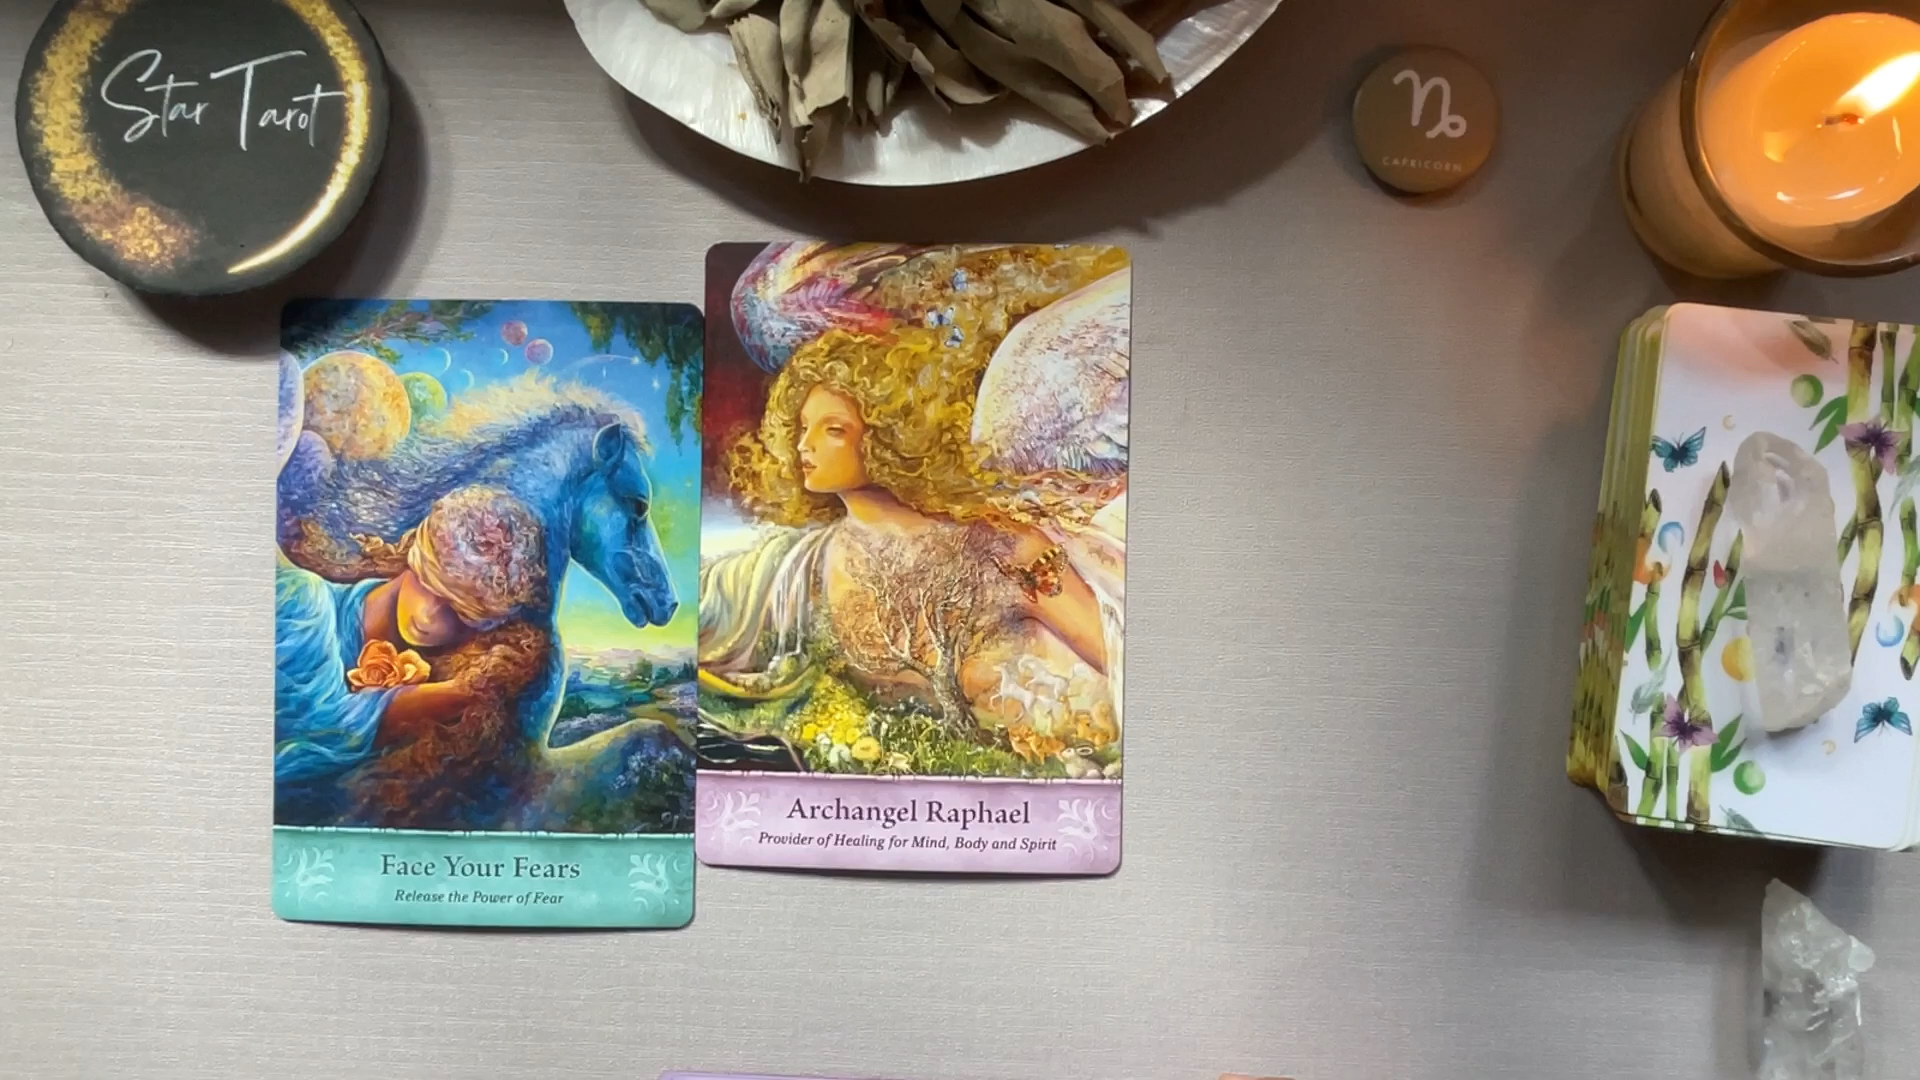 Star Tarot
CAPRICORN
Face Your Fears
Release the Power of Fear
Archangel Raphael
Provider of Healing for Mind, Body and Spirit